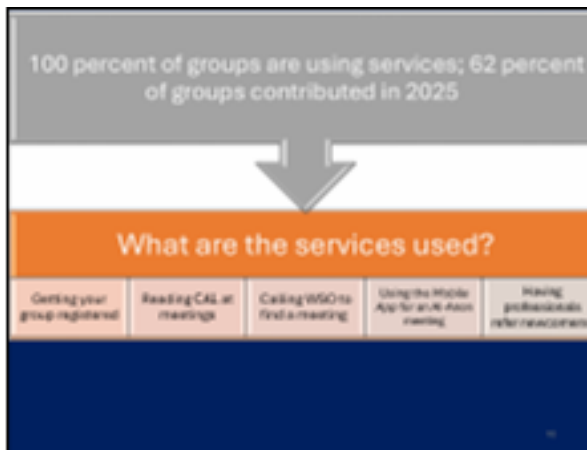 100 percent of groups are using services; 62 percent
of groups contributed in 2025
What are the services used?
Getting your
group registered
Reading CAL at
meetings
Calling WSO to
find a meeting
Using the Mobile
App for an Al-Anon
meeting
Having
professionals
refer newcomers